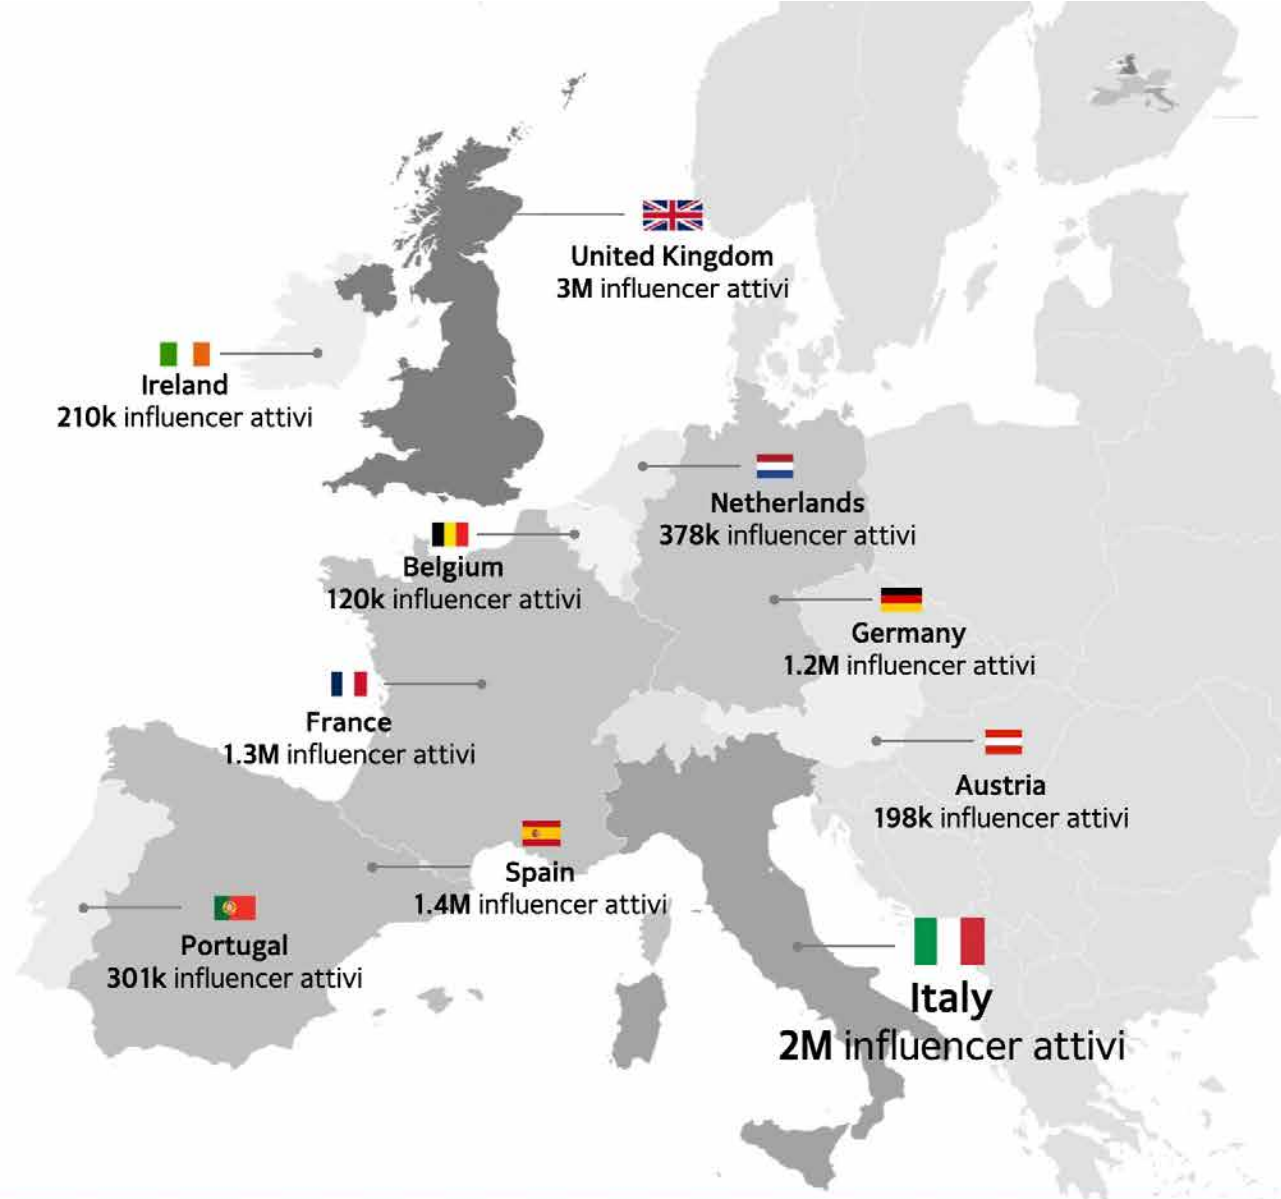 United Kingdom
3M influencer attivi
Ireland
210k influencer attivi
Netherlands
378k influencer attivi
Belgium
120k influencer attivi
Germany
1.2M influencer attivi
France
1.3M influencer attivi
Austria
198k influencer attivi
Spain
1.4M influencer attivi
Portugal
301k influencer attivi
Italy
2M influencer attivi